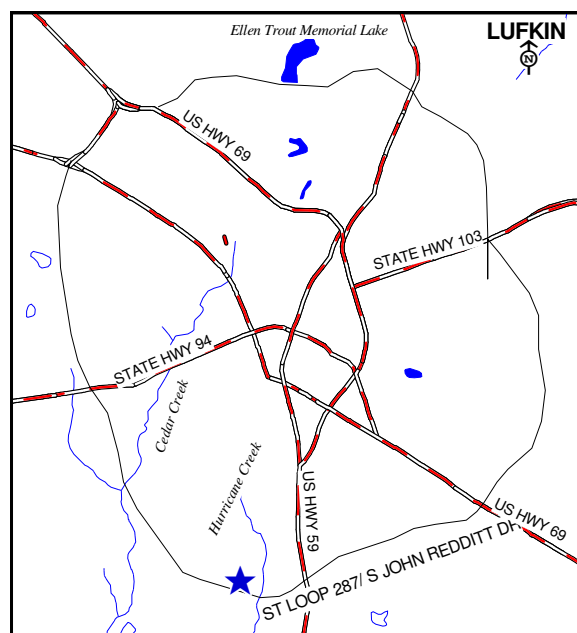 Ellen Trout Memorial Lake
LUFKIN
N
US HWY 69
STATE HWY 103
STATE HWY 94
Cedar Creek
Hurricane Creek
US HWY 59
US HWY 69
ST LOOP 287/ S JOHN REDDITT DR